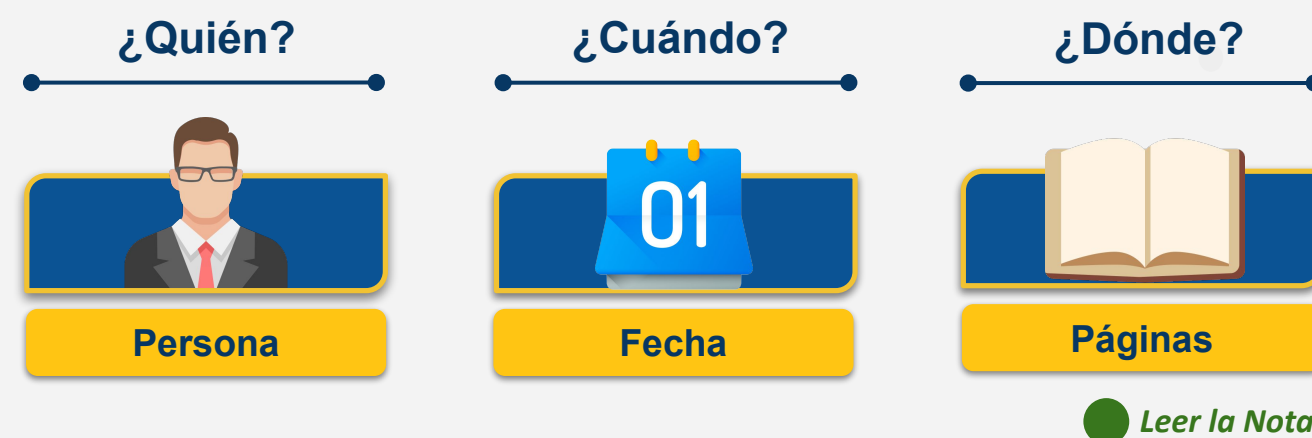 ¿Quién?
¿Cuándo?
¿Dónde?
01
Persona
Fecha
Páginas
Leer la Nota